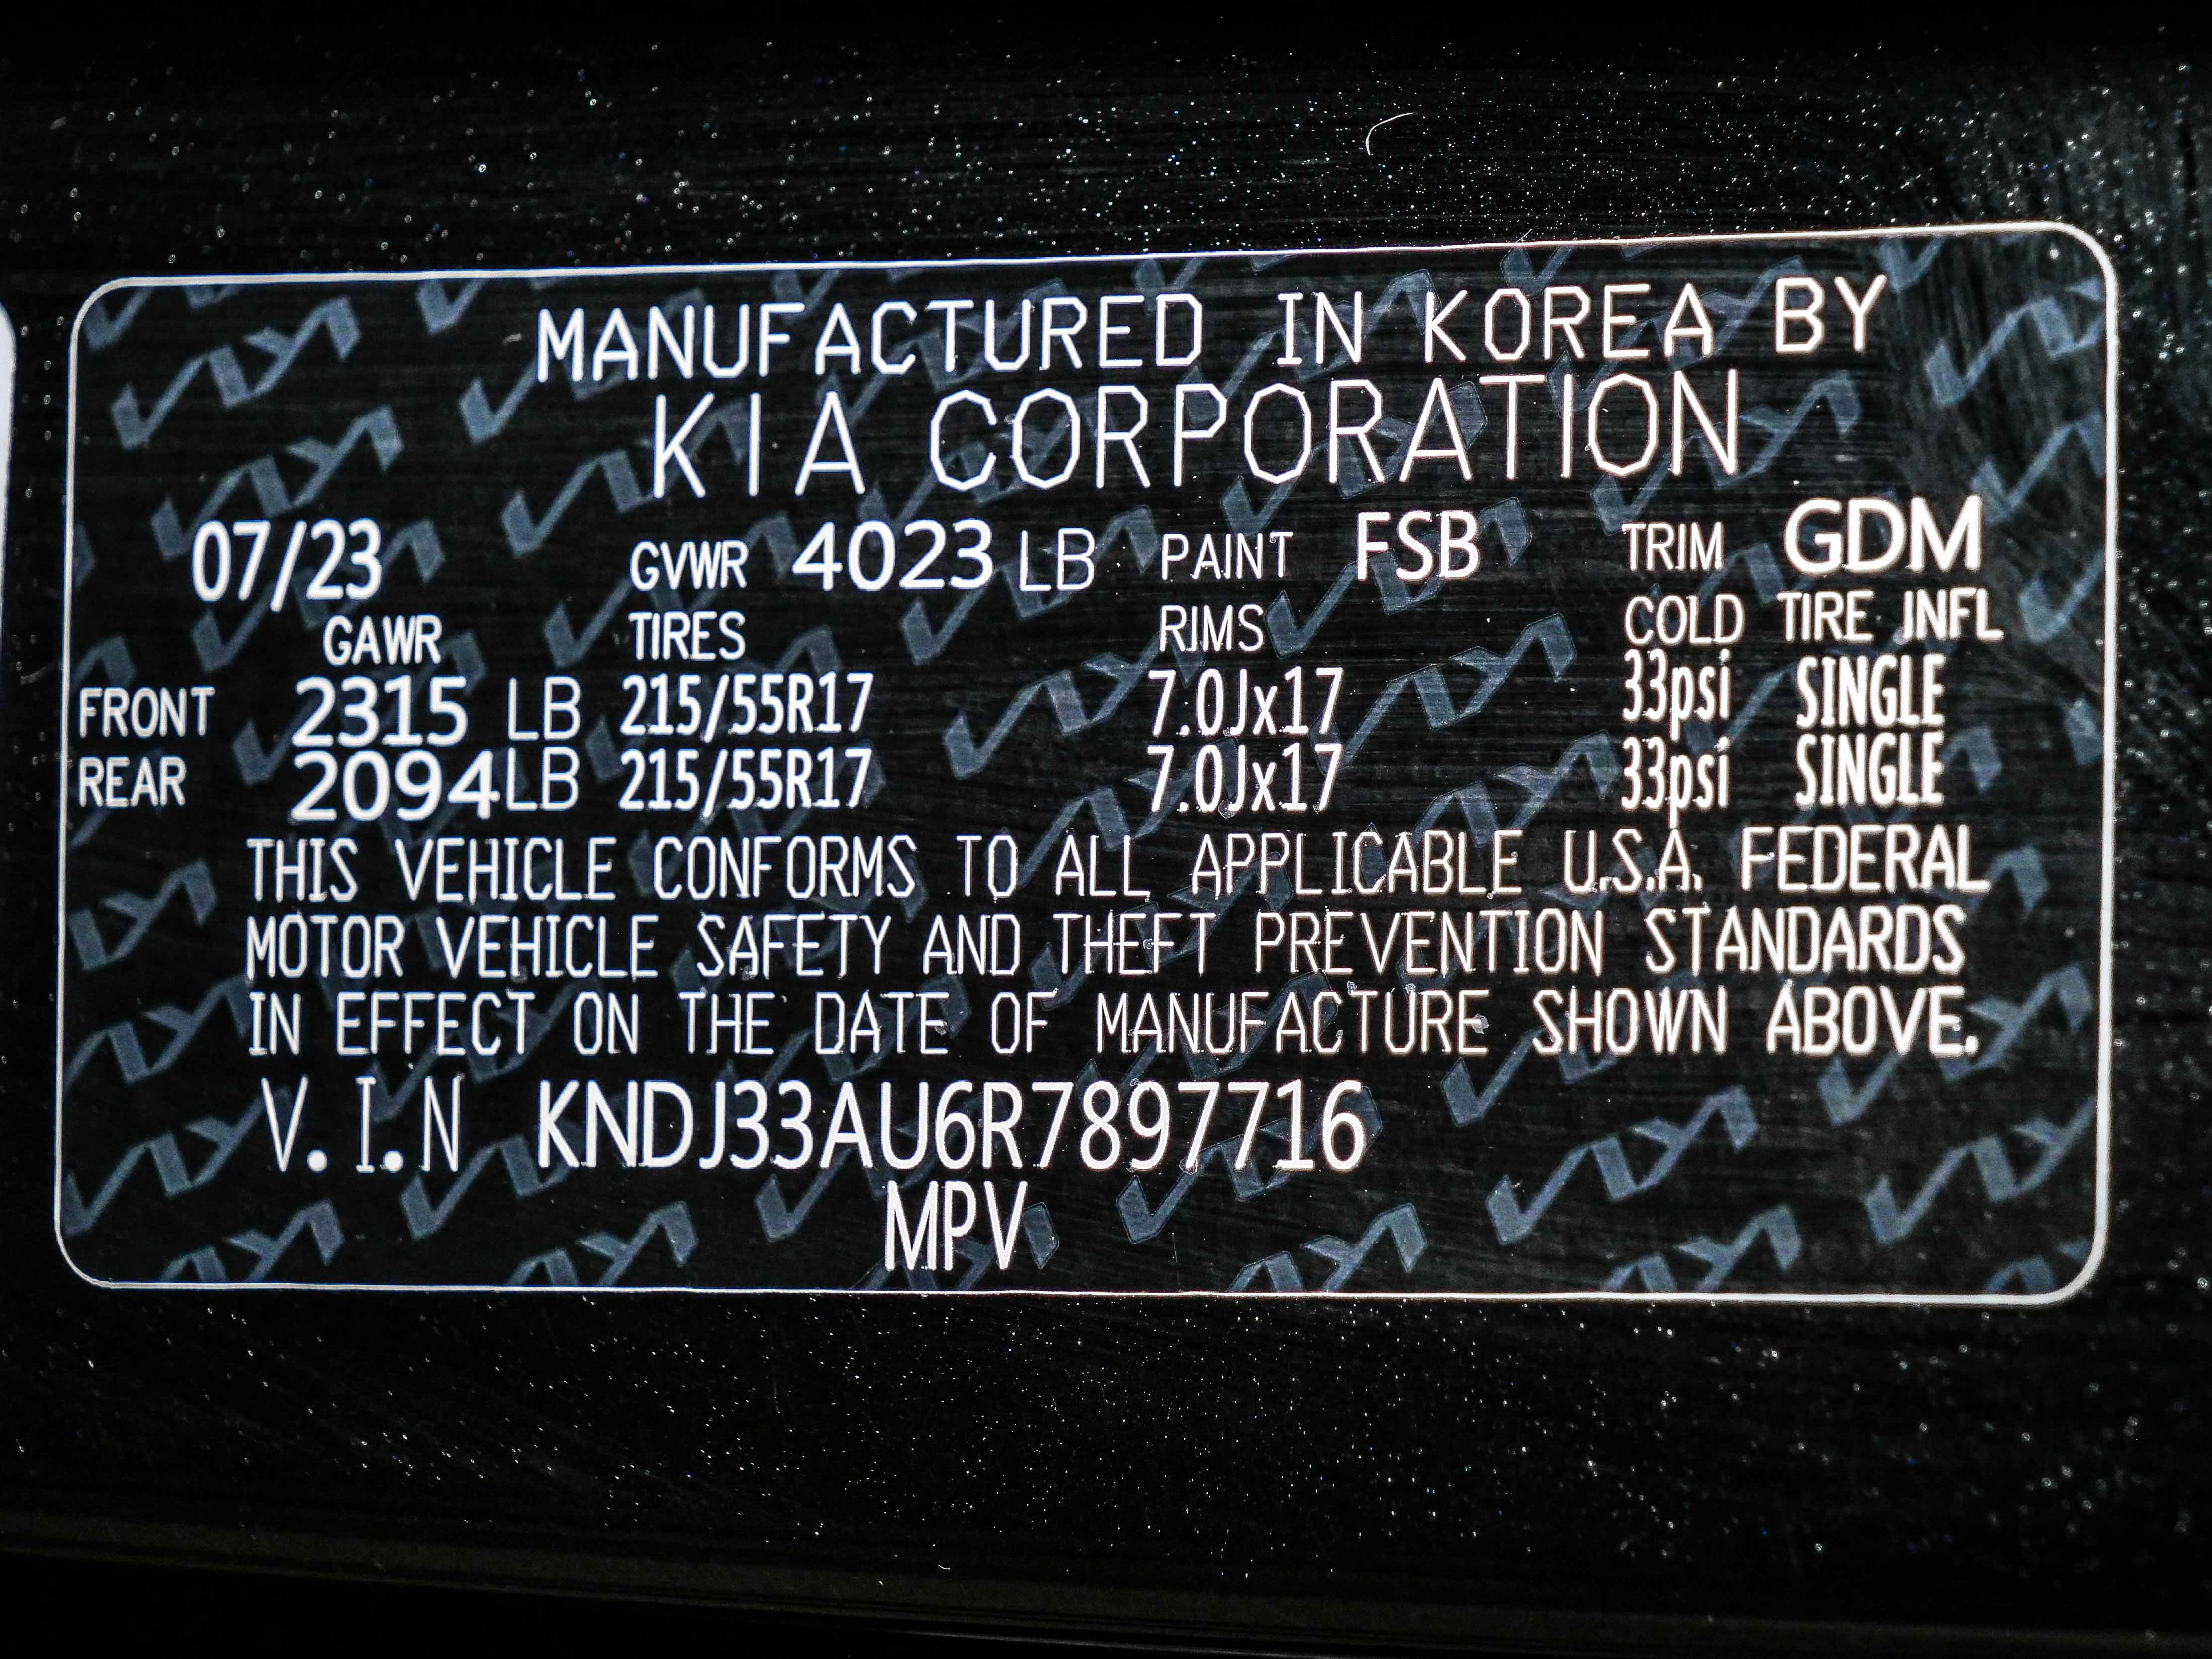 MANUFACTURED IN KOREA BY
KIA CORPORATION
07/23 GVWR 4023 LB PAINT FSB TRIM GDM
GAWR TIRES RIMS COLD TIRE INFL
FRONT 2315 LB 215/55R17 7.0Jx17 33psi SINGLE
REAR 2094 LB 215/55R17 7.0Jx17 33psi SINGLE
THIS VEHICLE CONFORMS TO ALL APPLICABLE U.S.A. FEDERAL
MOTOR VEHICLE SAFETY AND THEFT PREVENTION STANDARDS
IN EFFECT ON THE DATE OF MANUFACTURE SHOWN ABOVE.
V.I.N KNDJ33AU6R7897716
MPV